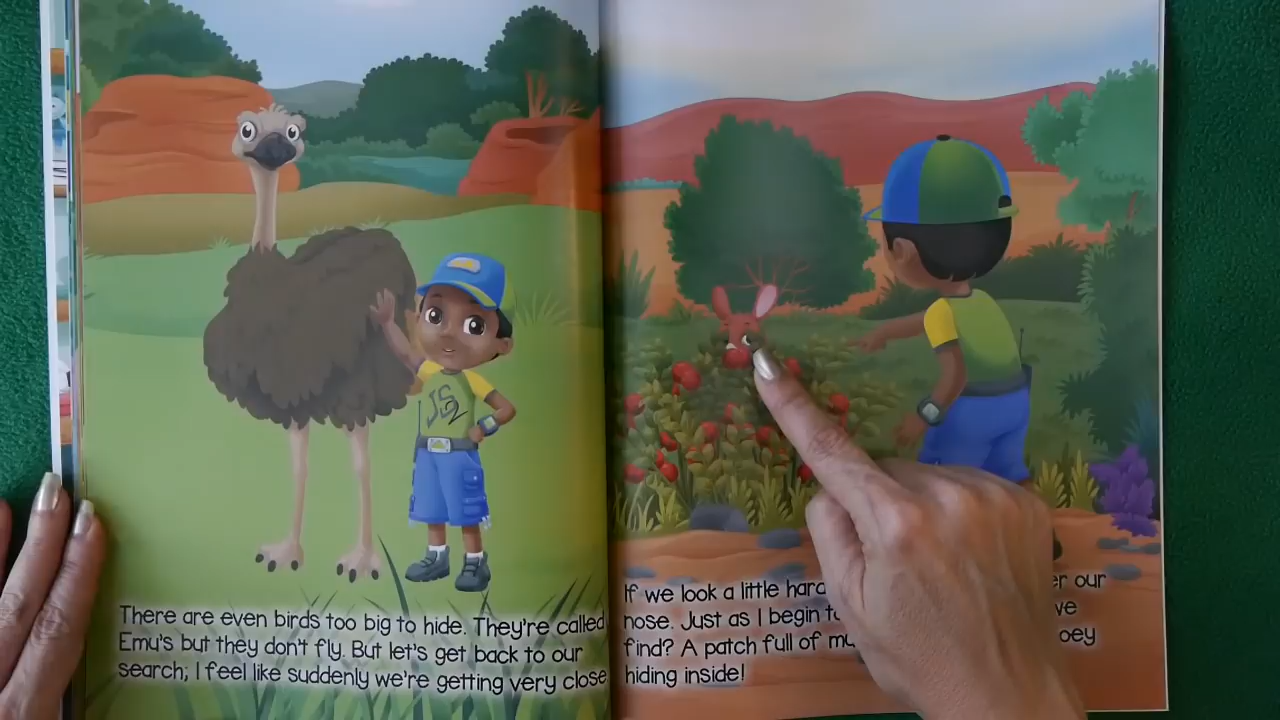 JS2
There are even birds too big to hide. They're called
Emu's but they don't fly. But let's get back to our
search; I feel like suddenly we're getting very close
If we look a little our
nose. Just as I begin
find? A patch full of
hiding inside!